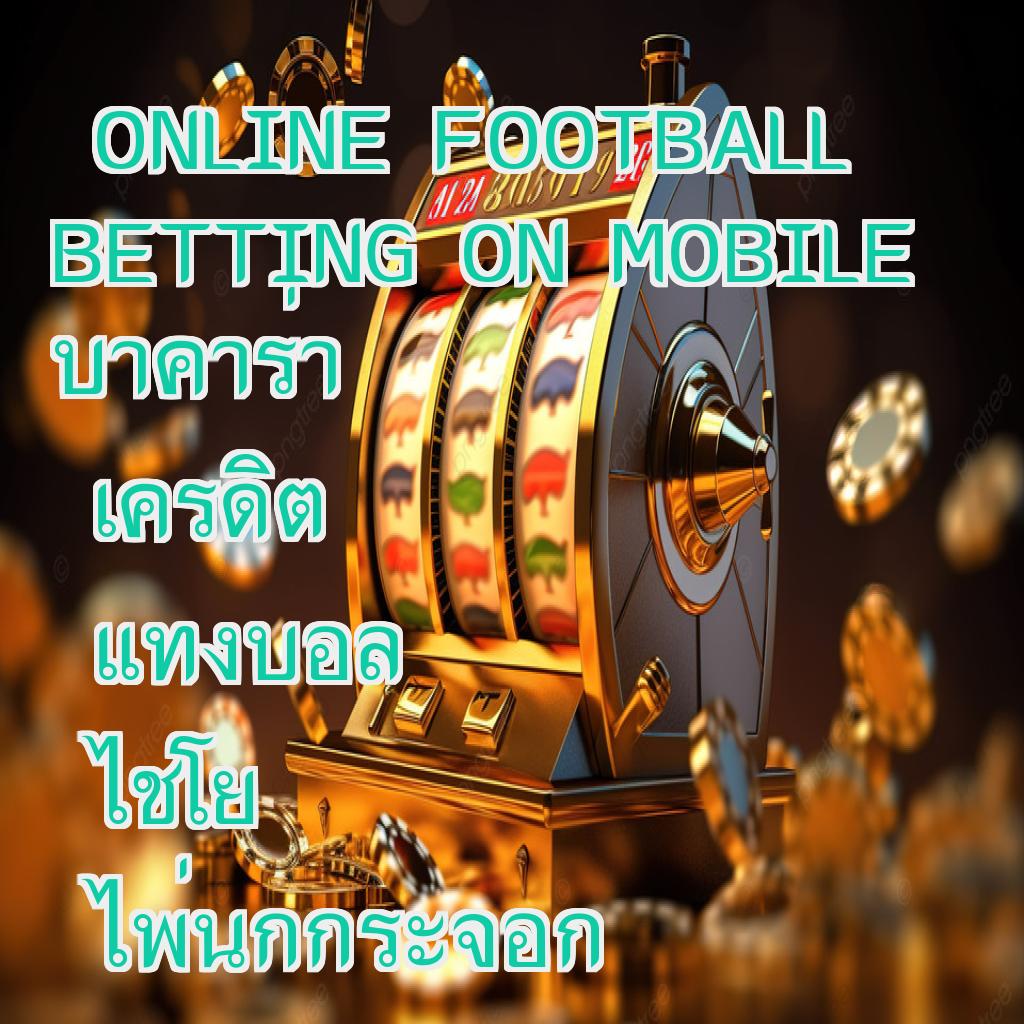 ONLINE FOOTBALL
BETTING ON MOBILE
บาคาร่า
เครดิต
แทงบอล
ไชโย
ไพ่นกกระจอก